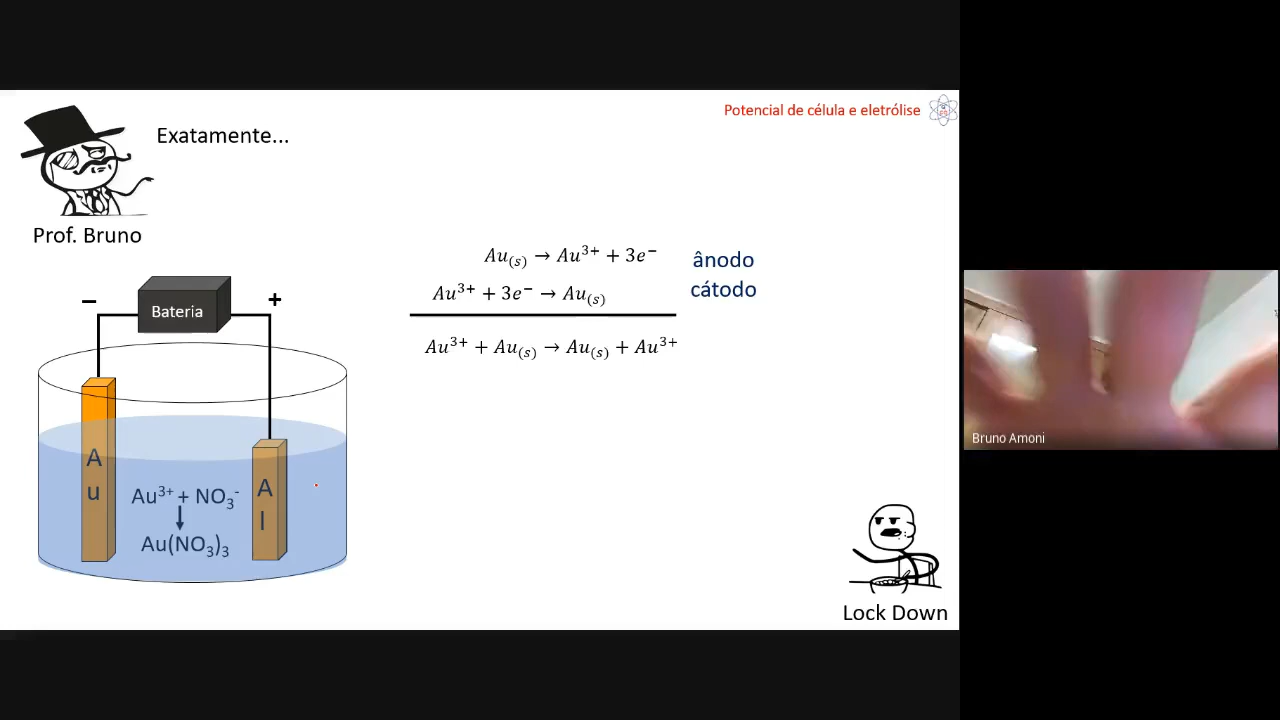 Potencial de célula e eletrólise
Exatamente...
Prof. Bruno
Au(s) → Au³⁺ + 3e⁻
ânodo
Au³⁺ + 3e⁻ → Au(s)
cátodo
Au³⁺ + Au(s) → Au(s) + Au³⁺
–
+
Bateria
A
u
A
l
Au³⁺ + NO₃⁻
↓
Au(NO₃)₃
Lock Down
Bruno Amoni